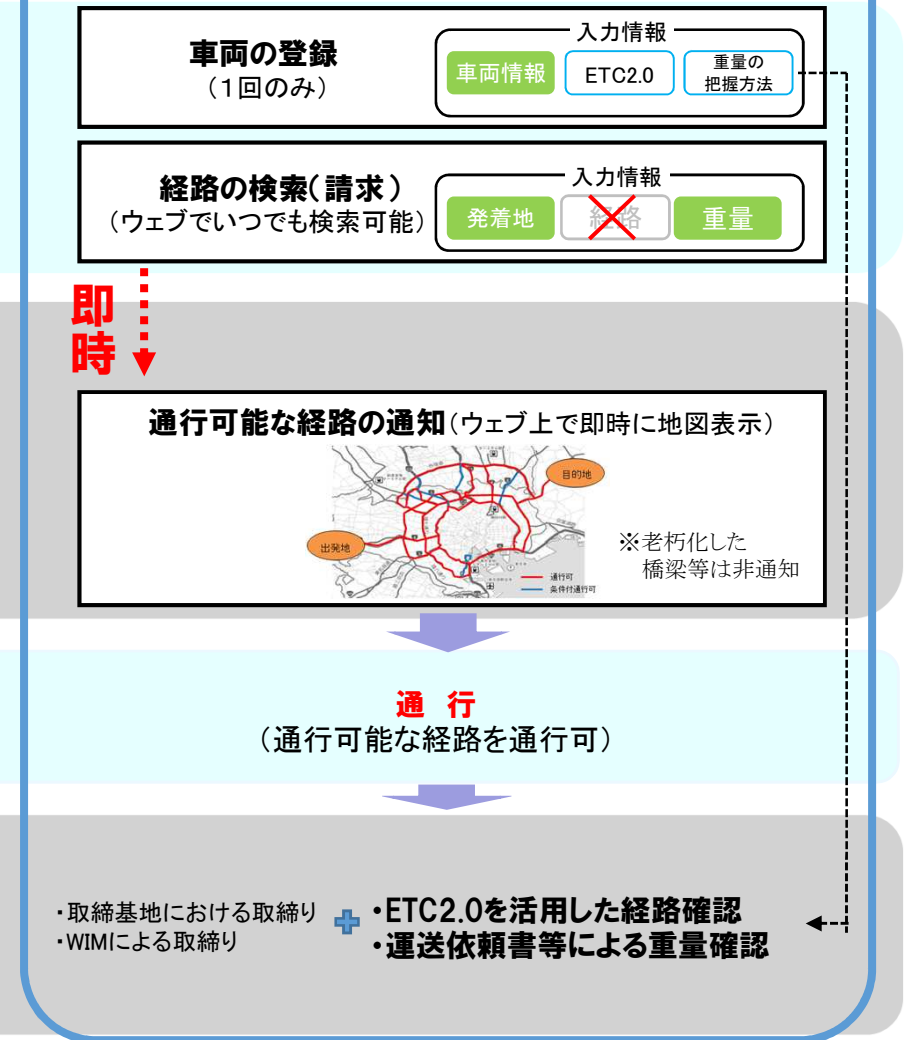 車両の登録
（1回のみ）
入力情報
車両情報
ETC2.0
重量の
把握方法
経路の検索（請求）
（ウェブでいつでも検索可能）
入力情報
発着地
経路
重量
即時
通行可能な経路の通知（ウェブ上で即時に地図表示）
目的地
出発地
通行可
条件付通行可
※老朽化した
橋梁等は非通知
通 行
（通行可能な経路を通行可）
・取締基地における取締り
・WIMによる取締り
・ETC2.0を活用した経路確認
・運送依頼書等による重量確認